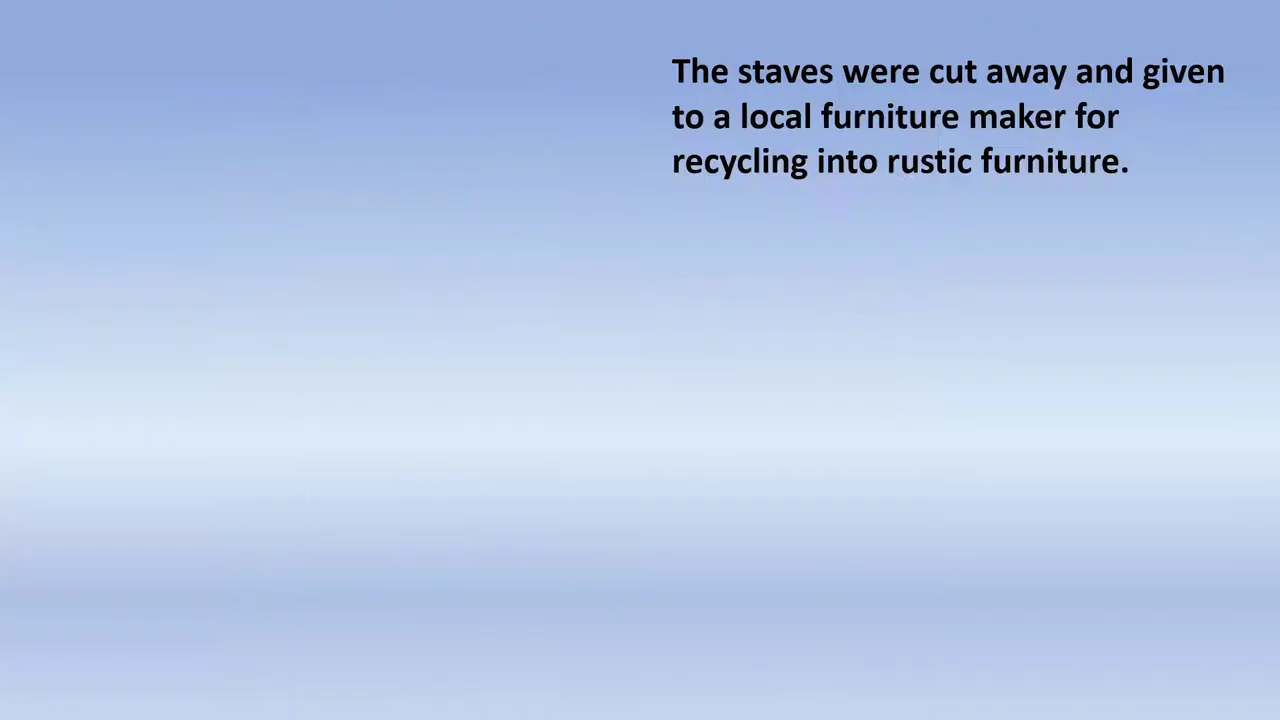 The staves were cut away and given
to a local furniture maker for
recycling into rustic furniture.